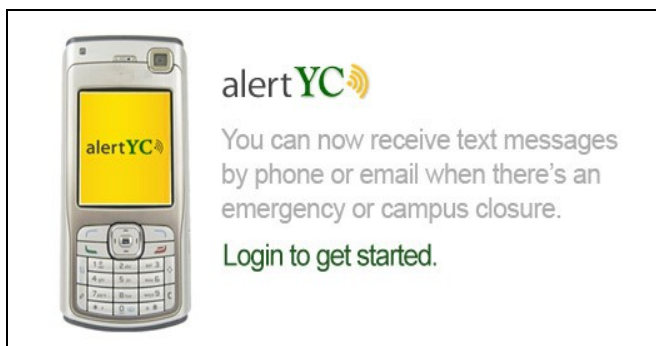 alertYC
You can now receive text messages
by phone or email when there's an
emergency or campus closure.
Login to get started.
alertYC